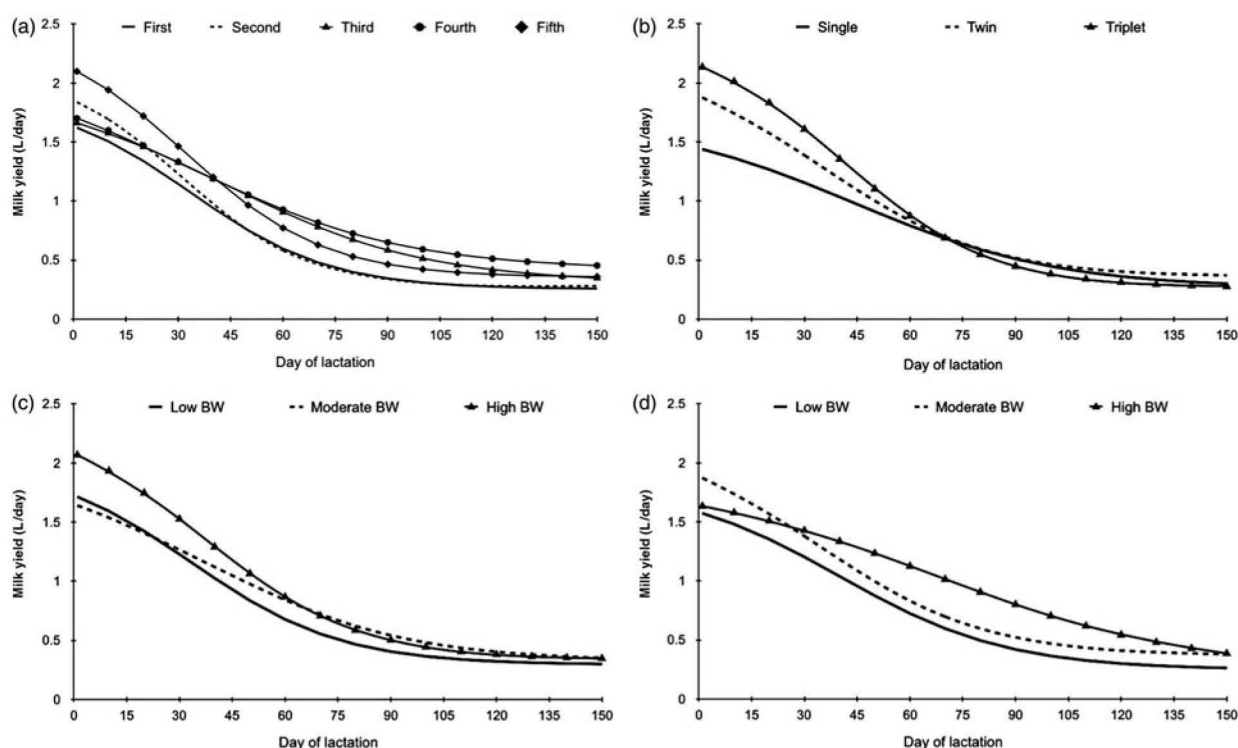 (a)
First Second Third Fourth Fifth
Milk yield (L/day)
2.5
2
1.5
1
0.5
0
0 15 30 45 60 75 90 105 120 135 150
Day of lactation
(b)
Single Twin Triplet
Milk yield (L/day)
2.5
2
1.5
1
0.5
0
0 15 30 45 60 75 90 105 120 135 150
Day of lactation
(c)
Low BW Moderate BW High BW
Milk yield (L/day)
2.5
2
1.5
1
0.5
0
0 15 30 45 60 75 90 105 120 135 150
Day of lactation
(d)
Low BW Moderate BW High BW
Milk yield (L/day)
2.5
2
1.5
1
0.5
0
0 15 30 45 60 75 90 105 120 135 150
Day of lactation